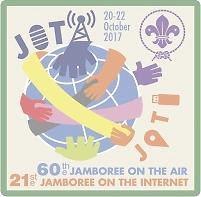 JOTA
20-22
October
2017
JOTI
60th JAMBOREE ON THE AIR
21st JAMBOREE ON THE INTERNET